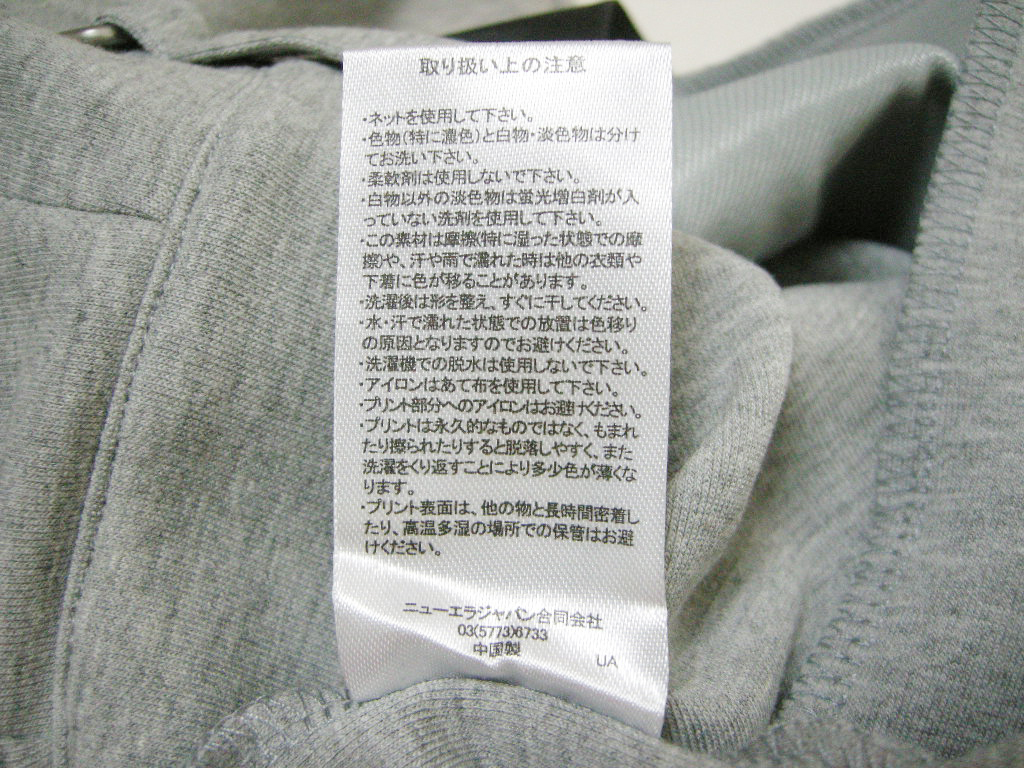 取り扱い上の注意
・ネットを使用して下さい。
・色物(特に濃色)と白物・淡色物は分け
てお洗い下さい。
・柔軟剤は使用しないで下さい。
・白物以外の淡色物は蛍光増白剤が入
っていない洗剤を使用して下さい。
・この素材は摩擦(特に湿った状態での摩
擦)や、汗や雨で濡れた時は他の衣類や
下着に色が移ることがあります。
・洗濯後は形を整え、すぐに干してください。
・水・汗で濡れた状態での放置は色移り
の原因となりますのでお避けください。
・洗濯機での脱水は使用しないで下さい。
・アイロンはあて布を使用して下さい。
・プリント部分へのアイロンはお避けください。
・プリントは永久的なものではなく、もまれ
たり擦られたりすると脱落しやすく、また
洗濯をくり返すことにより多少色が薄くな
ります。
・プリント表面は、他の物と長時間密着し
たり、高温多湿の場所での保管はお避
けください。
ニューエラジャパン合同会社
03(5773)6733
中国製
UA